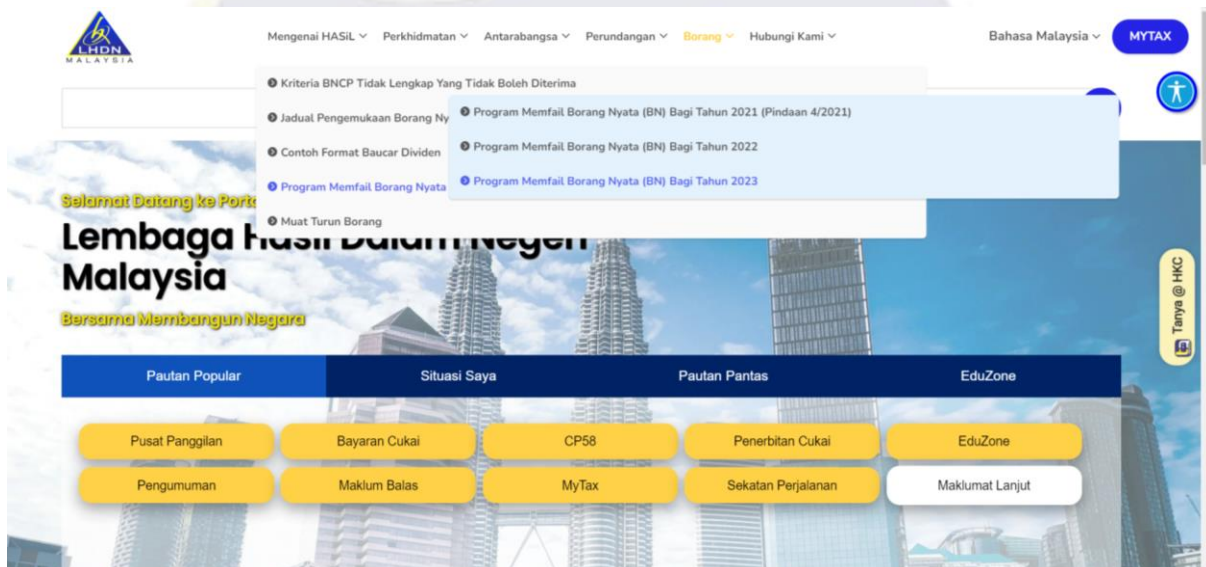 LHDN
MALAYSIA
Mengenai HASiL
Perkhidmatan
Antarabangsa
Perundangan
Borang
Hubungi Kami
Bahasa Malaysia
MYTAX
Kriteria BNCP Tidak Lengkap Yang Tidak Boleh Diterima
Jadual Pengemukaan Borang Ny
Contoh Format Baucar Dividen
Program Memfail Borang Nyata
Muat Turun Borang
Program Memfail Borang Nyata (BN) Bagi Tahun 2021 (Pindaan 4/2021)
Program Memfail Borang Nyata (BN) Bagi Tahun 2022
Program Memfail Borang Nyata (BN) Bagi Tahun 2023
Selamat Datang ke Porta
Lembaga Hasil Dalam Negeri
Malaysia
Bersama Membangun Negara
Tanya @ HKC
Pautan Popular
Situasi Saya
Pautan Pantas
EduZone
Pusat Panggilan
Bayaran Cukai
CP58
Penerbitan Cukai
EduZone
Pengumuman
Maklum Balas
MyTax
Sekatan Perjalanan
Maklumat Lanjut